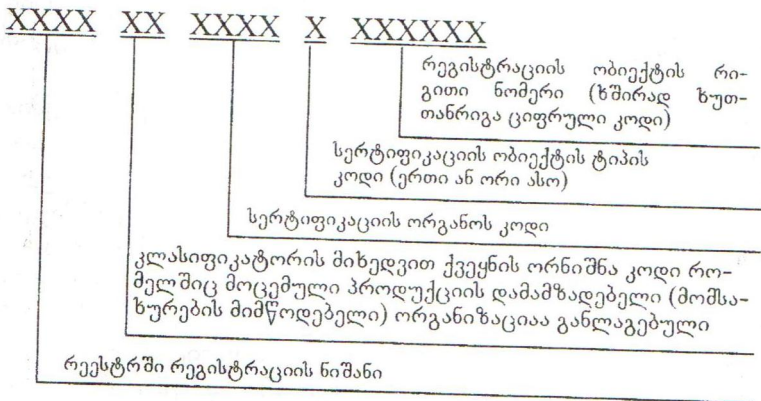 XXXX XX XXXX X XXXXXX
რეგისტრაციის ობიექტის რი-
გითი ნომერი (ხშირად ხუთ-
თანრიგა ციფრული კოდი)
სერტიფიკაციის ობიექტის ტიპის
კოდი (ერთი ან ორი ასო)
სერტიფიკაციის ორგანოს კოდი
კლასიფიკატორის მიხედვით ქვეყნის ორნიშნა კოდი რო-
მელშიც მოცემული პროდუქციის დამამზადებელი (მომსა-
ხურების მიმწოდებელი) ორგანიზაციაა განლაგებული
რეესტრში რეგისტრაციის ნიშანი